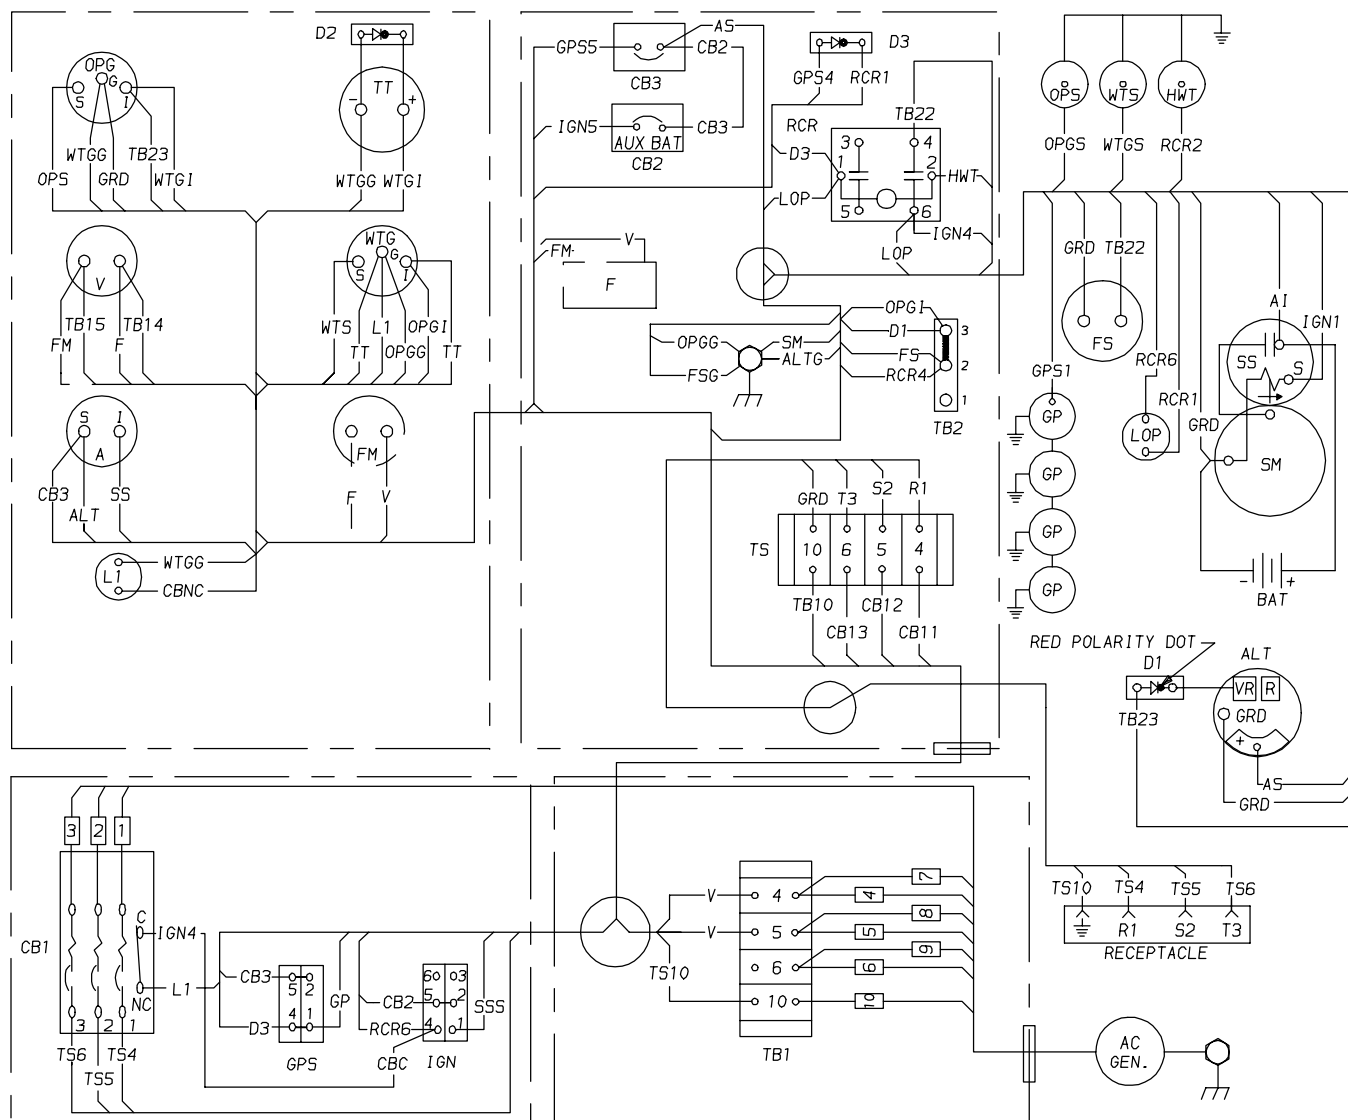 D2
OPG
G
S
I
TT
-
+
WTGG
TB23
OPS
GRD
WTGI
WTGG
WTGI
V
WTG
G
S
I
TB15
TB14
FM
F
WTS
L1
OPGI
TT
OPGG
TT
S
I
A
FM
CB3
SS
ALT
F
V
L1
WTGG
CBNC
AS
GPS5
CB2
CB3
IGN5
CB3
AUX BAT
CB2
D3
GPS4
RCR1
RCR
TB22
3
4
D3
1
2
HWT
LOP
5
6
IGN4
LOP
V
FM
F
OPGI
OPGG
SM
D1
3
ALTG
FS
2
FSG
RCR4
1
TB2
GRD
T3
S2
R1
TS
10
6
5
4
TB10
CB12
CB13
CB11
OPS
WTS
HWT
OPGS
WTGS
RCR2
GRD
TB22
AI
IGN1
FS
SS
S
RCR6
GPS1
RCR1
GP
GRD
LOP
SM
GP
GP
GP
-
+
BAT
RED POLARITY DOT
ALT
D1
VR
R
TB23
GRD
+
AS
GRD
3
2
1
CB1
C
IGN4
L1
NC
3
2
1
TS6
TS4
TS5
CB3
5
2
4
1
D3
GP
GPS
6
3
CB2
5
2
SSS
RCR6
4
1
CBC
IGN
V
4
7
4
V
5
8
5
TS10
6
9
6
10
10
TB1
TS10
TS4
TS5
TS6
R1
S2
T3
RECEPTACLE
AC
GEN.